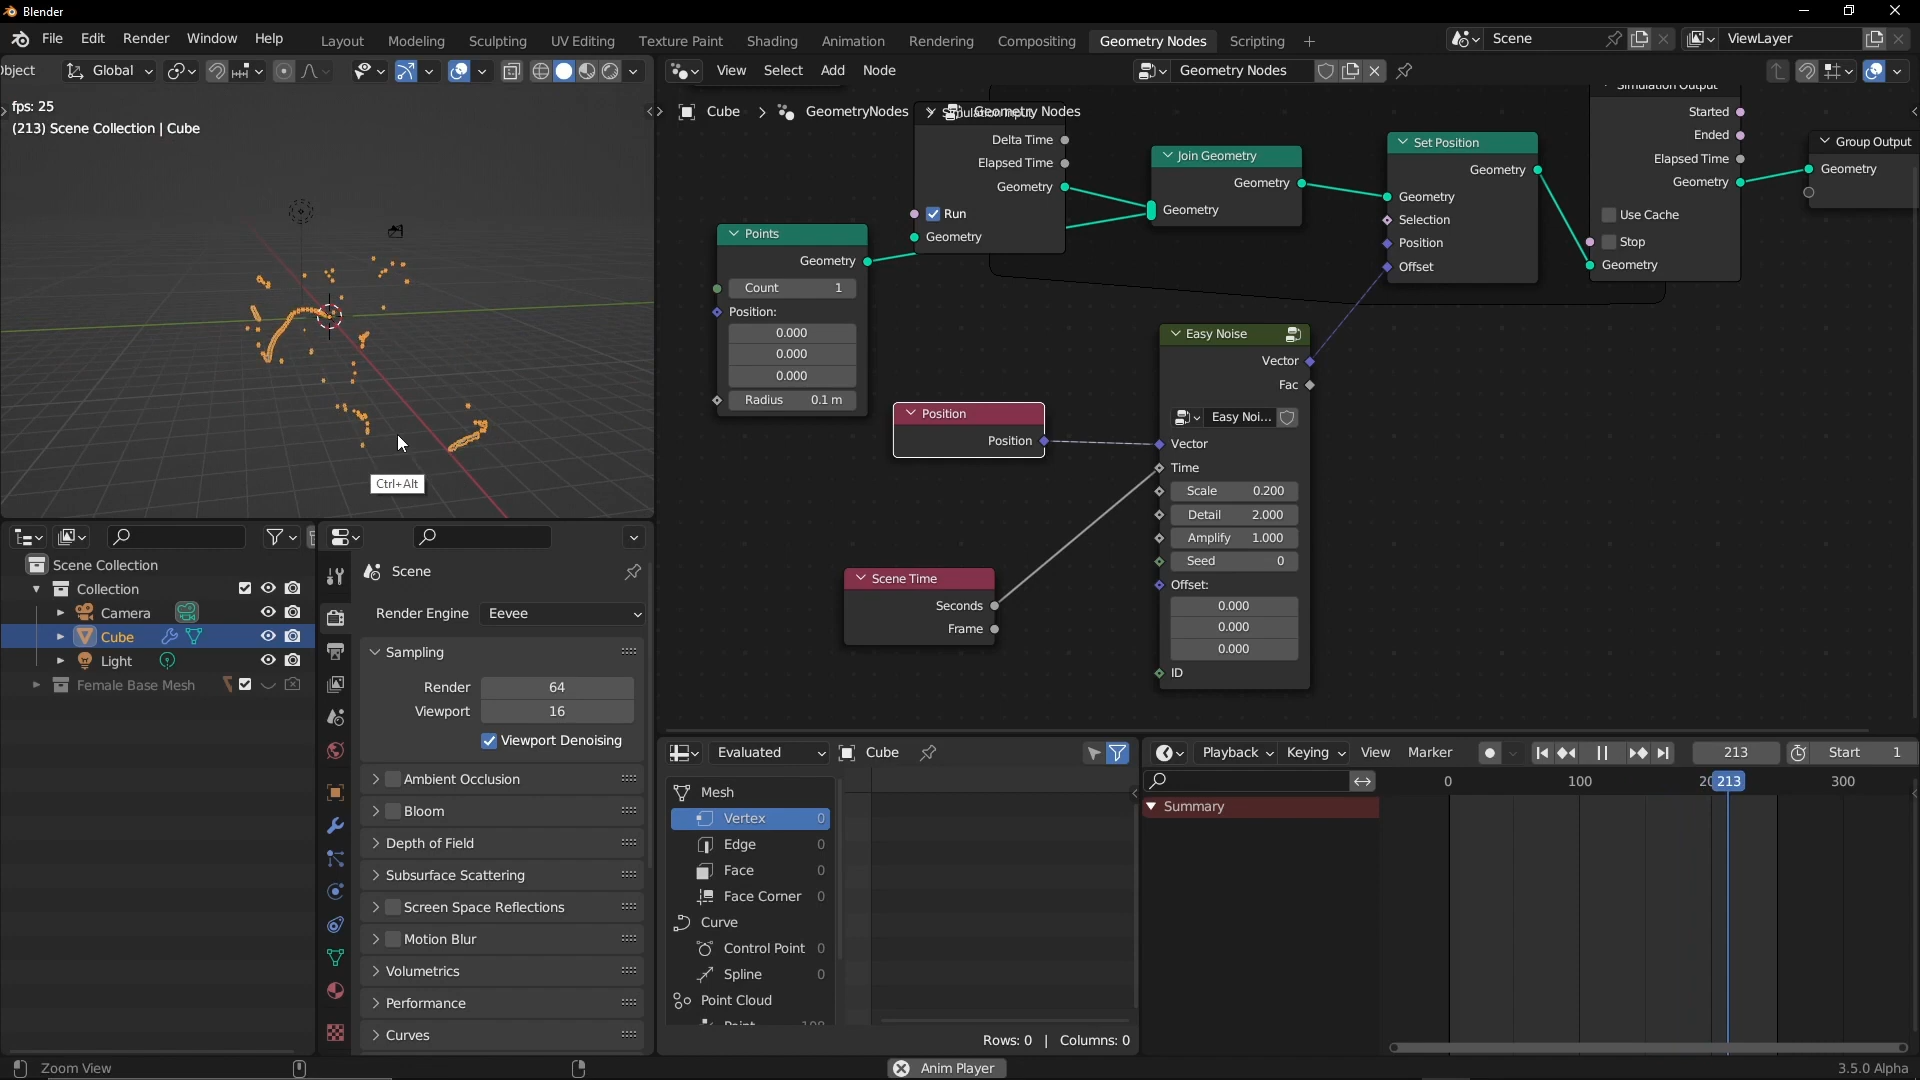 Blender
File Edit Render Window Help
Layout Modeling Sculpting UV Editing Texture Paint Shading Animation Rendering Compositing Geometry Nodes Scripting +
Scene
ViewLayer
Object Global
View Select Add Node
Geometry Nodes
fps: 25
(213) Scene Collection | Cube
Ctrl+Alt
Cube > GeometryNodes > Geometry Nodes
Simulation Input
Delta Time
Elapsed Time
Geometry
Run
Geometry
Points
Geometry
Count 1
Position:
0.000
0.000
0.000
Radius 0.1 m
Join Geometry
Geometry
Geometry
Set Position
Geometry
Geometry
Selection
Position
Offset
Simulation Output
Started
Ended
Elapsed Time
Geometry
Use Cache
Stop
Geometry
Group Output
Geometry
Position
Position
Scene Time
Seconds
Frame
Easy Noise
Vector
Fac
Easy Noi...
Vector
Time
Scale 0.200
Detail 2.000
Amplify 1.000
Seed 0
Offset:
0.000
0.000
0.000
ID
Scene Collection
Collection
Camera
Cube
Light
Female Base Mesh
Scene
Render Engine Eevee
Sampling
Render 64
Viewport 16
Viewport Denoising
Ambient Occlusion
Bloom
Depth of Field
Subsurface Scattering
Screen Space Reflections
Motion Blur
Volumetrics
Performance
Curves
Evaluated Cube
Mesh
Vertex 0
Edge 0
Face 0
Face Corner 0
Curve
Control Point 0
Spline 0
Point Cloud
Rows: 0 | Columns: 0
Playback Keying View Marker 213 Start 1
0 100 213 300
Summary
Zoom View
Anim Player
3.5.0 Alpha